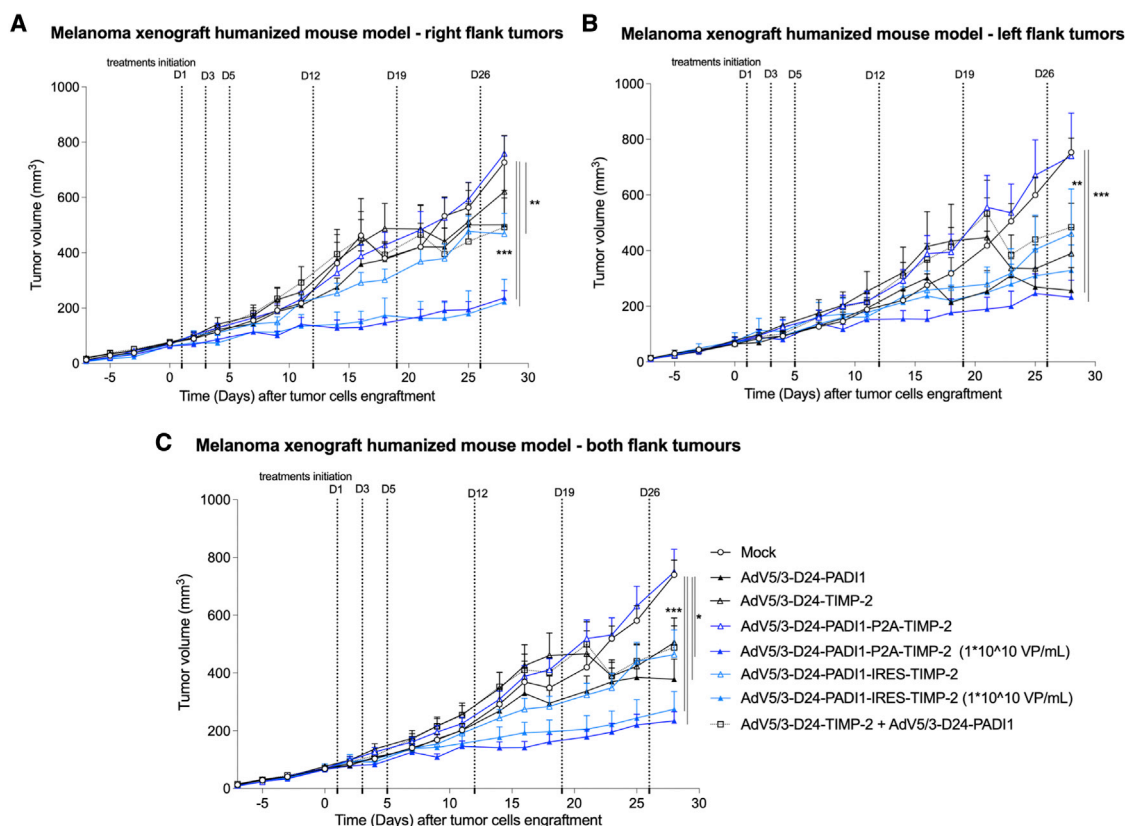 A
Melanoma xenograft humanized mouse model - right flank tumors
treatments initiation
D1
D3
D5
D12
D19
D26
1000
800
600
400
200
0
Tumor volume (mm³)
**
***
-5
0
5
10
15
20
25
30
Time (Days) after tumor cells engraftment
B
Melanoma xenograft humanized mouse model - left flank tumors
treatments initiation
D1
D3
D5
D12
D19
D26
1000
800
600
400
200
0
Tumor volume (mm³)
**
***
-5
0
5
10
15
20
25
30
Time (Days) after tumor cells engraftment
C
Melanoma xenograft humanized mouse model - both flank tumours
treatments initiation
D1
D3
D5
D12
D19
D26
1000
800
600
400
200
0
Tumor volume (mm³)
***
*
-5
0
5
10
15
20
25
30
Time (Days) after tumor cells engraftment
Mock
AdV5/3-D24-PADI1
AdV5/3-D24-TIMP-2
AdV5/3-D24-PADI1-P2A-TIMP-2
AdV5/3-D24-PADI1-P2A-TIMP-2 (1*10^10 VP/mL)
AdV5/3-D24-PADI1-IRES-TIMP-2
AdV5/3-D24-PADI1-IRES-TIMP-2 (1*10^10 VP/mL)
AdV5/3-D24-TIMP-2 + AdV5/3-D24-PADI1